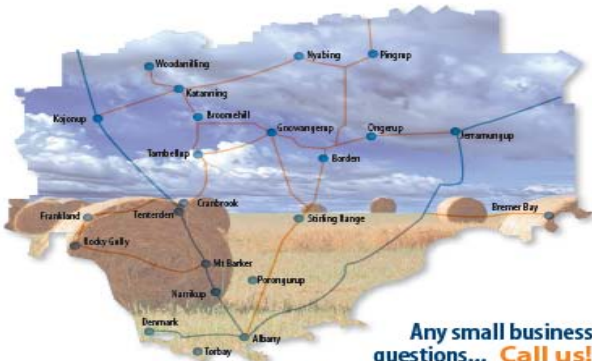 Woodanilling
Nyabing
Pingrup
Katanning
Kojonup
Broomehill
Gnowangerup
Ongerup
Jerramungup
Tambellup
Borden
Cranbrook
Frankland
Tenterden
Stirling Range
Bremer Bay
Rocky Gully
Mt Barker
Porongurup
Narrikup
Denmark
Albany
Torbay
Any small business
questions... Call us!